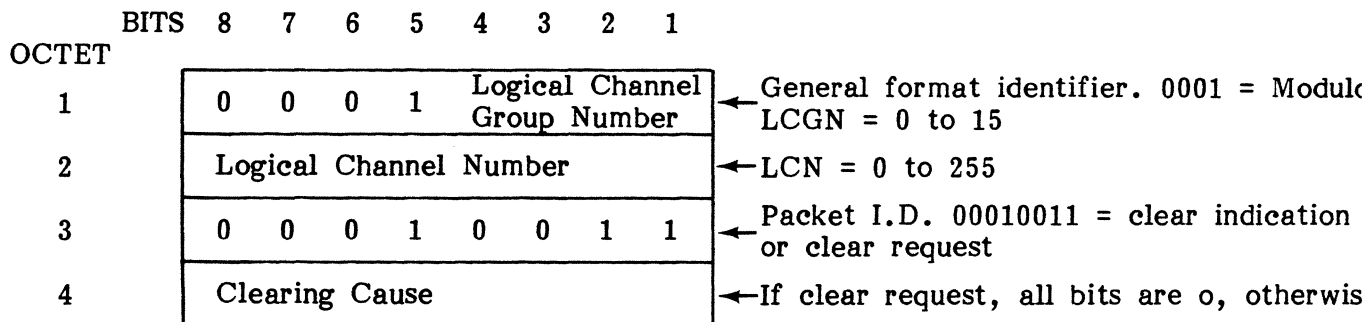 BITS 8 7 6 5 4 3 2 1
OCTET
1 0 0 0 1 Logical Channel Group Number General format identifier. 0001 =
LCGN = 0 to 15
2 Logical Channel Number LCN = 0 to 255
3 0 0 0 1 0 0 1 1 Packet I.D. 00010011 = clear indication
or clear request
4 Clearing Cause If clear request, all bits are o,